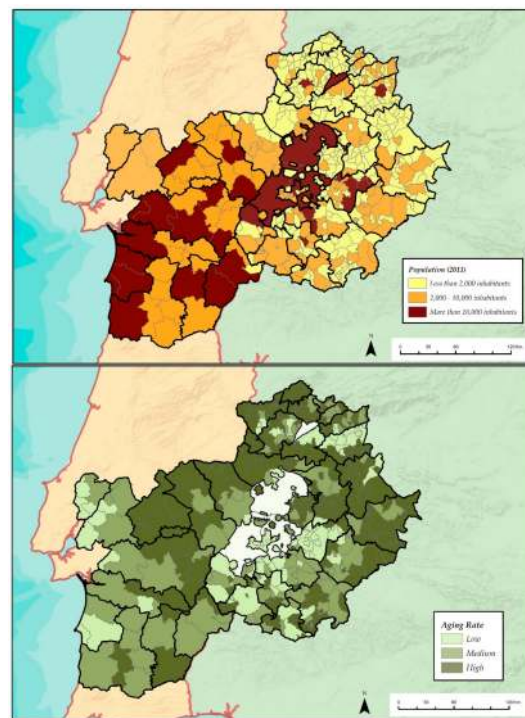 Population (2011)
Less than 2,000 inhabitants
2,000 - 10,000 inhabitants
More than 10,000 inhabitants
N
Aging Rate
Low
Medium
High
N